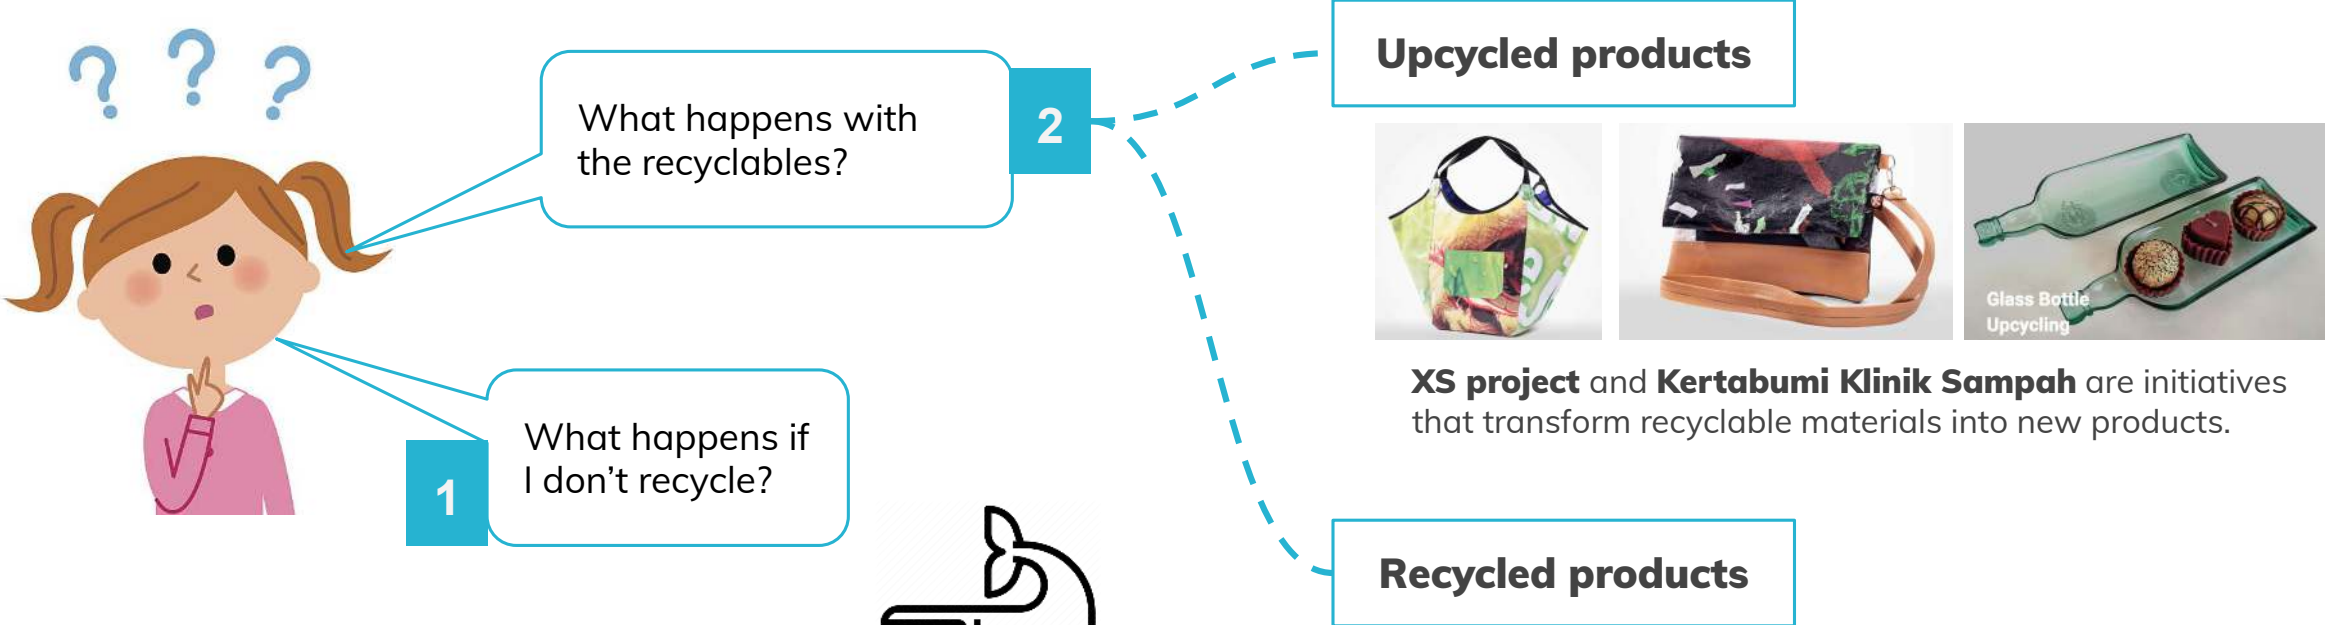 ? ? ?
What happens with
the recyclables?
2
What happens if
I don't recycle?
1
Upcycled products
Glass Bottle
Upcycling
XS project and Kertabumi Klinik Sampah are initiatives
that transform recyclable materials into new products.
Recycled products